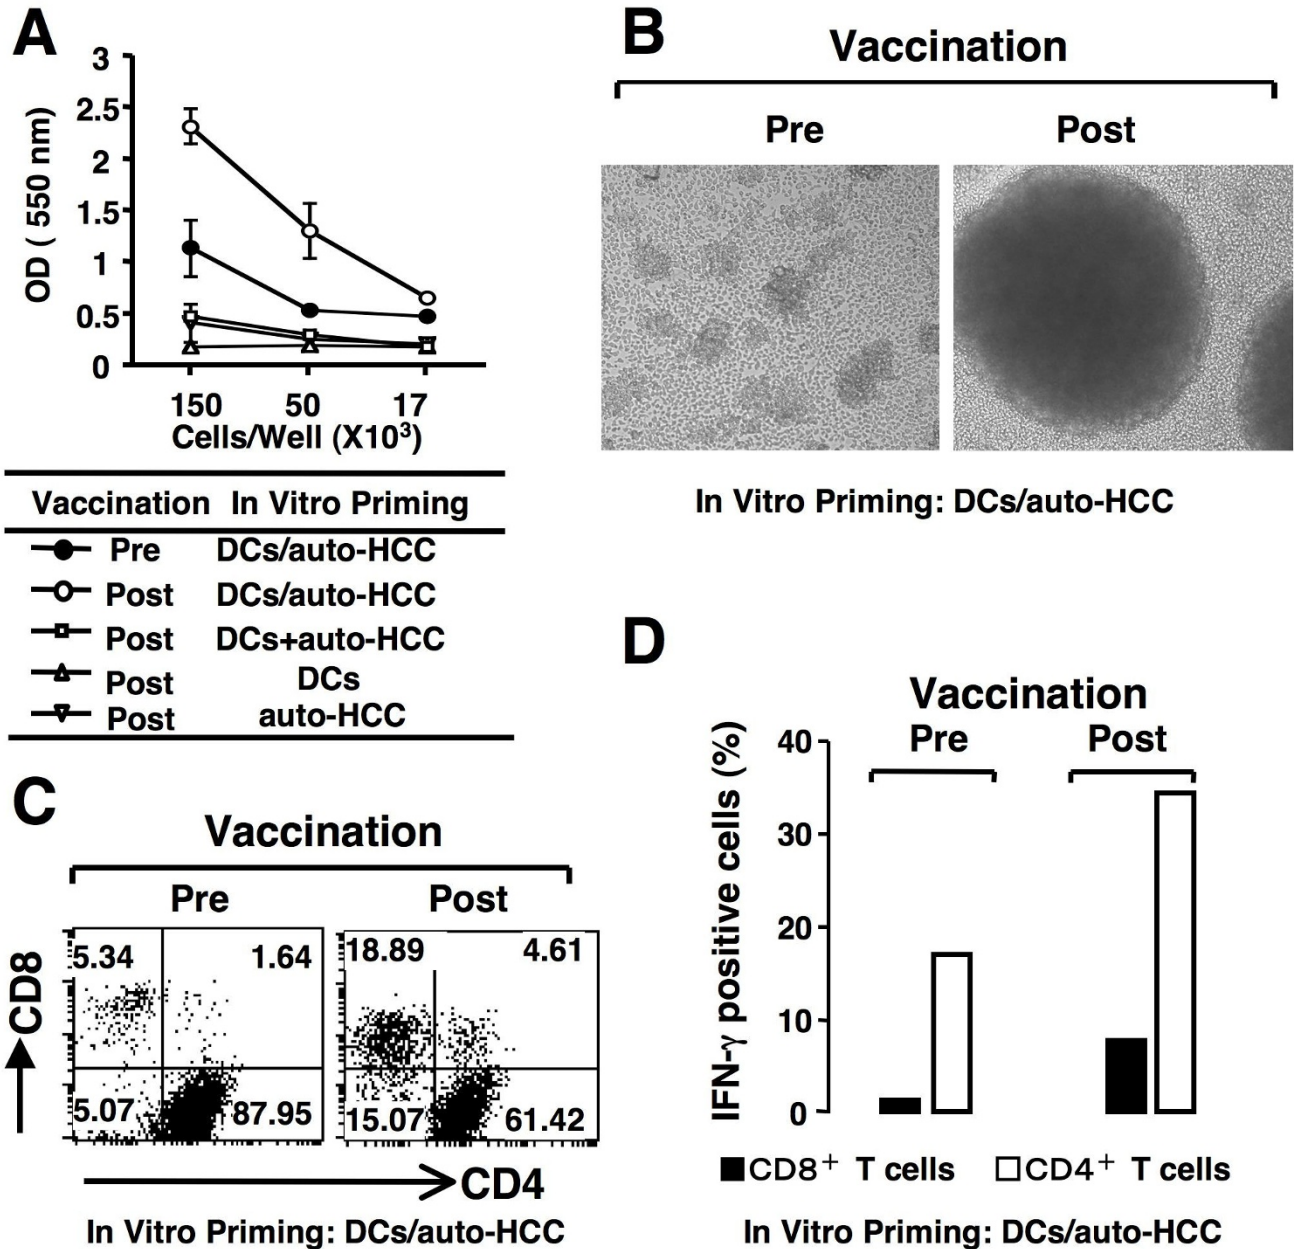 A
3
2.5
2
1.5
1
0.5
0
OD ( 550 nm)
150 50 17
Cells/Well (X10³)
Vaccination In Vitro Priming
Pre DCs/auto-HCC
Post DCs/auto-HCC
Post DCs+auto-HCC
Post DCs
Post auto-HCC
B
Vaccination
Pre Post
In Vitro Priming: DCs/auto-HCC
C
Vaccination
Pre Post
5.34 1.64 18.89 4.61
5.07 87.95 15.07 61.42
CD8
CD4
In Vitro Priming: DCs/auto-HCC
D
Vaccination
Pre Post
40
30
20
10
0
IFN-γ positive cells (%)
CD8⁺ T cells CD4⁺ T cells
In Vitro Priming: DCs/auto-HCC